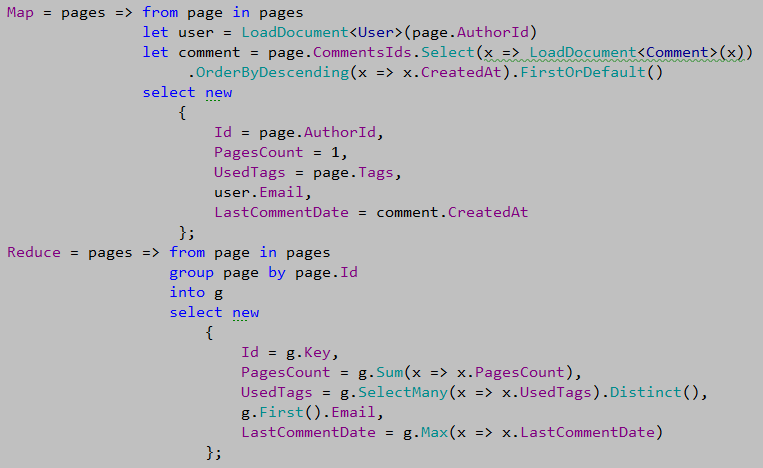 Map = pages => from page in pages
let user = LoadDocument<User>(page.AuthorId)
let comment = page.CommentsIds.Select(x => LoadDocument<Comment>(x))
.OrderByDescending(x => x.CreatedAt).FirstOrDefault()
select new
{
Id = page.AuthorId,
PagesCount = 1,
UsedTags = page.Tags,
user.Email,
LastCommentDate = comment.CreatedAt
};
Reduce = pages => from page in pages
group page by page.Id
into g
select new
{
Id = g.Key,
PagesCount = g.Sum(x => x.PagesCount),
UsedTags = g.SelectMany(x => x.UsedTags).Distinct(),
g.First().Email,
LastCommentDate = g.Max(x => x.LastCommentDate)
};